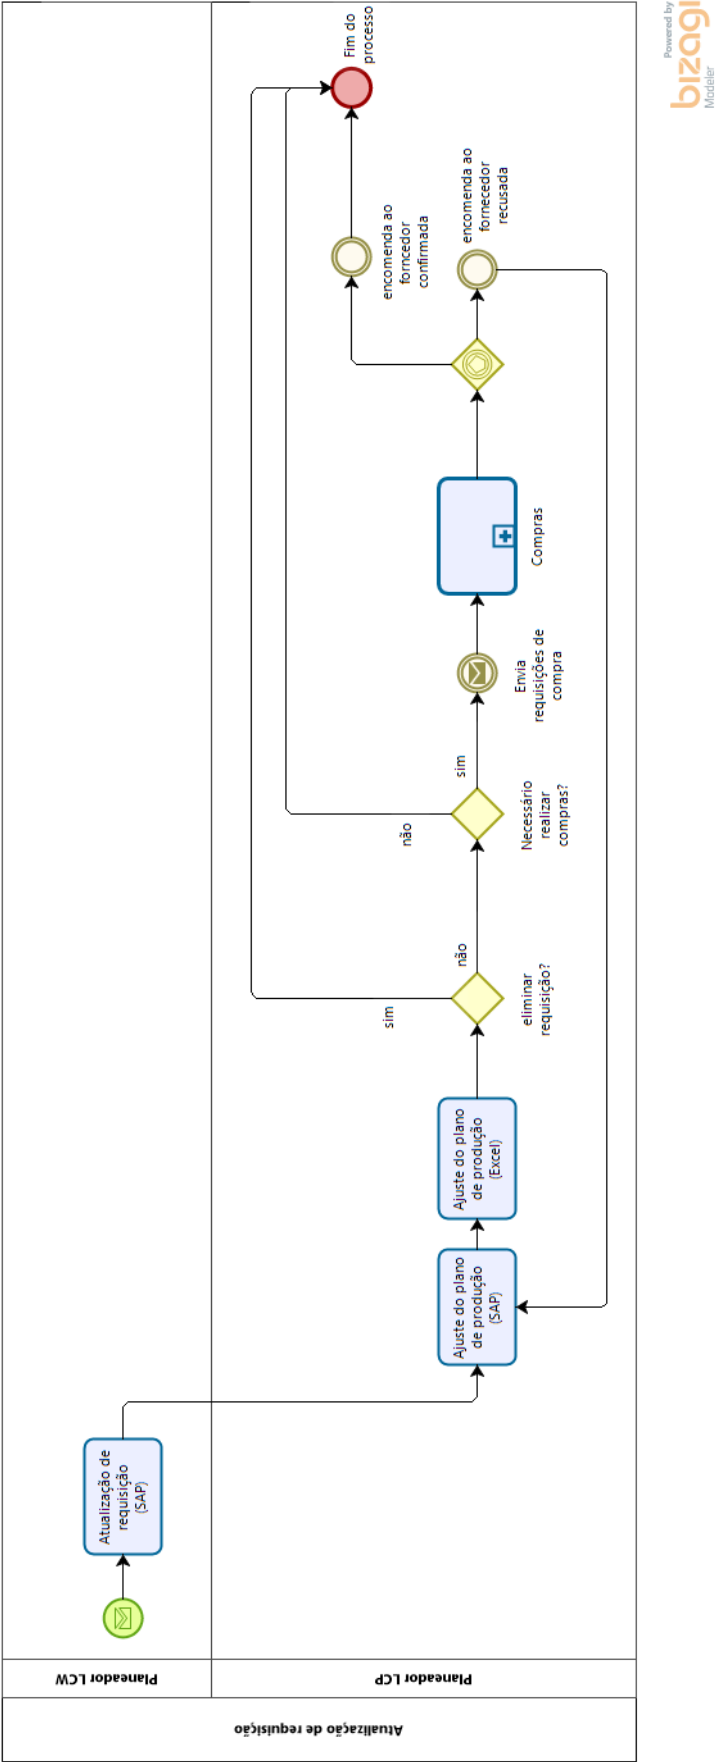 Atualização de requisição
Planeador LCW
Planeador LCP
Atualização de
requisição
(SAP)
Ajuste do plano
de produção
(SAP)
Ajuste do plano
de produção
(Excel)
eliminar
requisição?
sim
não
Necessário
realizar
compras?
não
sim
Envia
requisições de
compra
Compras
encomenda ao
forncedor
confirmada
encomenda ao
fornecedor
recusada
Fim do
processo
Powered by
bizagi
Modeler